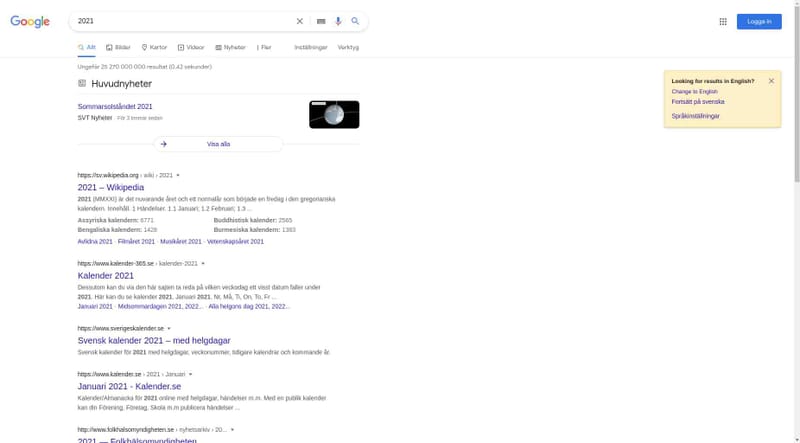 Google
2021
Logga in
Allt
Bilder
Kartor
Videor
Nyheter
Fler
Inställningar
Verktyg
Ungefär 25 270 000 000 resultat (0,42 sekunder)
Looking for results in English?
Change to English
Fortsätt på svenska
Språkinställningar
Huvudnyheter
Sommarsolståndet 2021
SVT Nyheter · För 3 timmar sedan
Visa alla
https://sv.wikipedia.org › wiki › 2021
2021 – Wikipedia
2021 (MMXXI) är det nuvarande året och ett normalår som började en fredag i den gregorianska
kalendern. Innehåll. 1 Händelser. 1.1 Januari; 1.2 Februari; 1.3 ...
Assyriska kalendern: 6771
Buddhistisk kalender: 2565
Bengaliska kalendern: 1428
Burmesiska kalendern: 1383
Avlidna 2021 · Filmåret 2021 · Musikåret 2021 · Vetenskapsåret 2021
https://www.kalender-365.se › kalender-2021
Kalender 2021
Dessutom kan du via den här sajten ta reda på vilken veckodag ett visst datum faller under
2021. Här kan du se kalender 2021. Januari 2021. Nr, Må, Ti, On, To, Fr ...
Januari 2021 · Midsommardagen 2021, 2022... · Alla helgons dag 2021, 2022...
https://www.sverigeskalender.se
Svensk kalender 2021 – med helgdagar
Svensk kalender för 2021 med helgdagar, veckonummer, tidigare kalendrar och kommande år.
https://www.kalender.se › 2021 › Januari
Januari 2021 - Kalender.se
Kalender/Almanacka för 2021 online med helgdagar, händelser m.m. Med en publik kalender
kan din Förening, Företag, Skola m.m publicera händelser ...
http://www.folkhalsomyndigheten.se › nyhetsarkiv › 20...
2021 — Folkhälsomyndigheten